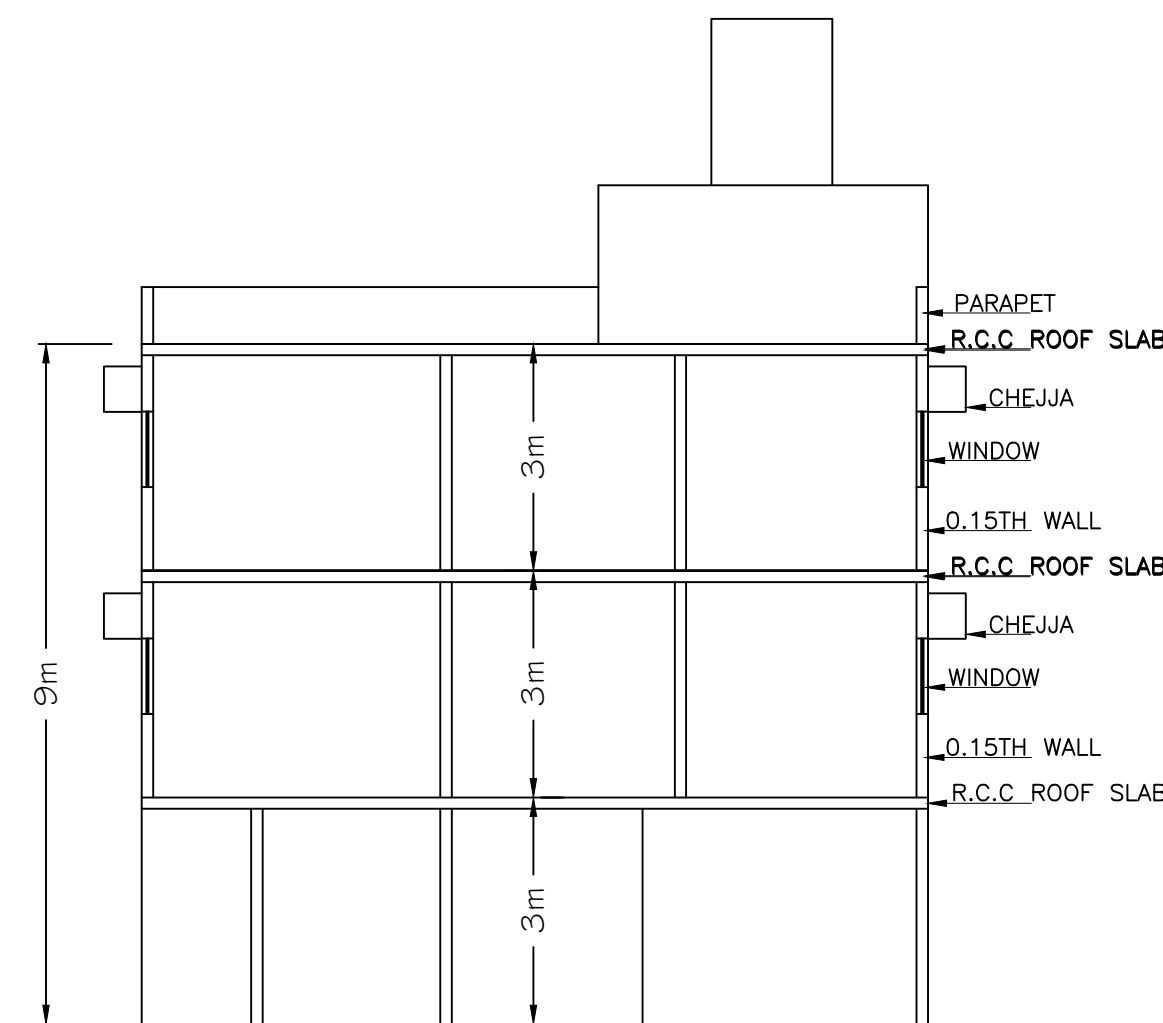 PARAPET
R.C.C ROOF SLAB
CHEJJA
3m
WINDOW
0.15TH WALL
R.C.C ROOF SLAB
CHEJJA
9m
3m
WINDOW
0.15TH WALL
R.C.C ROOF SLAB
3m